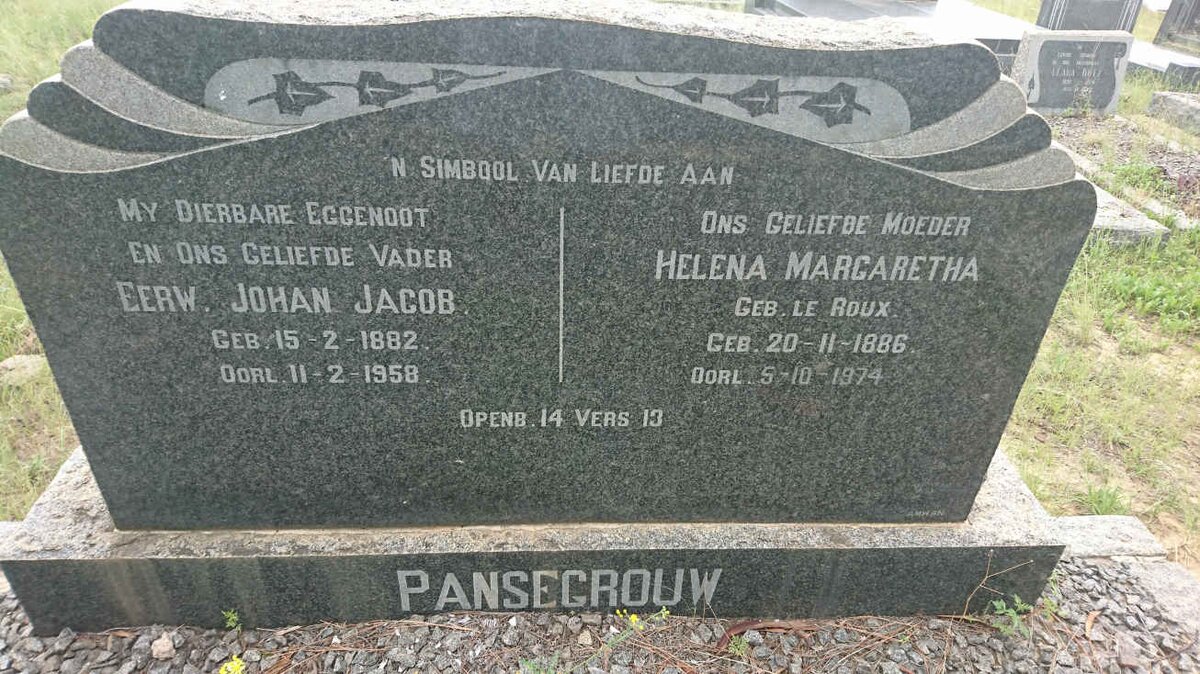 'N SIMBOOL VAN LIEFDE AAN
MY DIERBARE EGGENOOT
EN ONS GELIEFDE VADER
EERW. JOHAN JACOB.
GEB. 15-2-1882.
OORL. 11-2-1958.
ONS GELIEFDE MOEDER
HELENA MARGARETHA
GEB. LE ROUX.
GEB. 20-11-1886.
OORL. 5-10-1974
OPENB. 14 VERS 13
PANSEGROUW